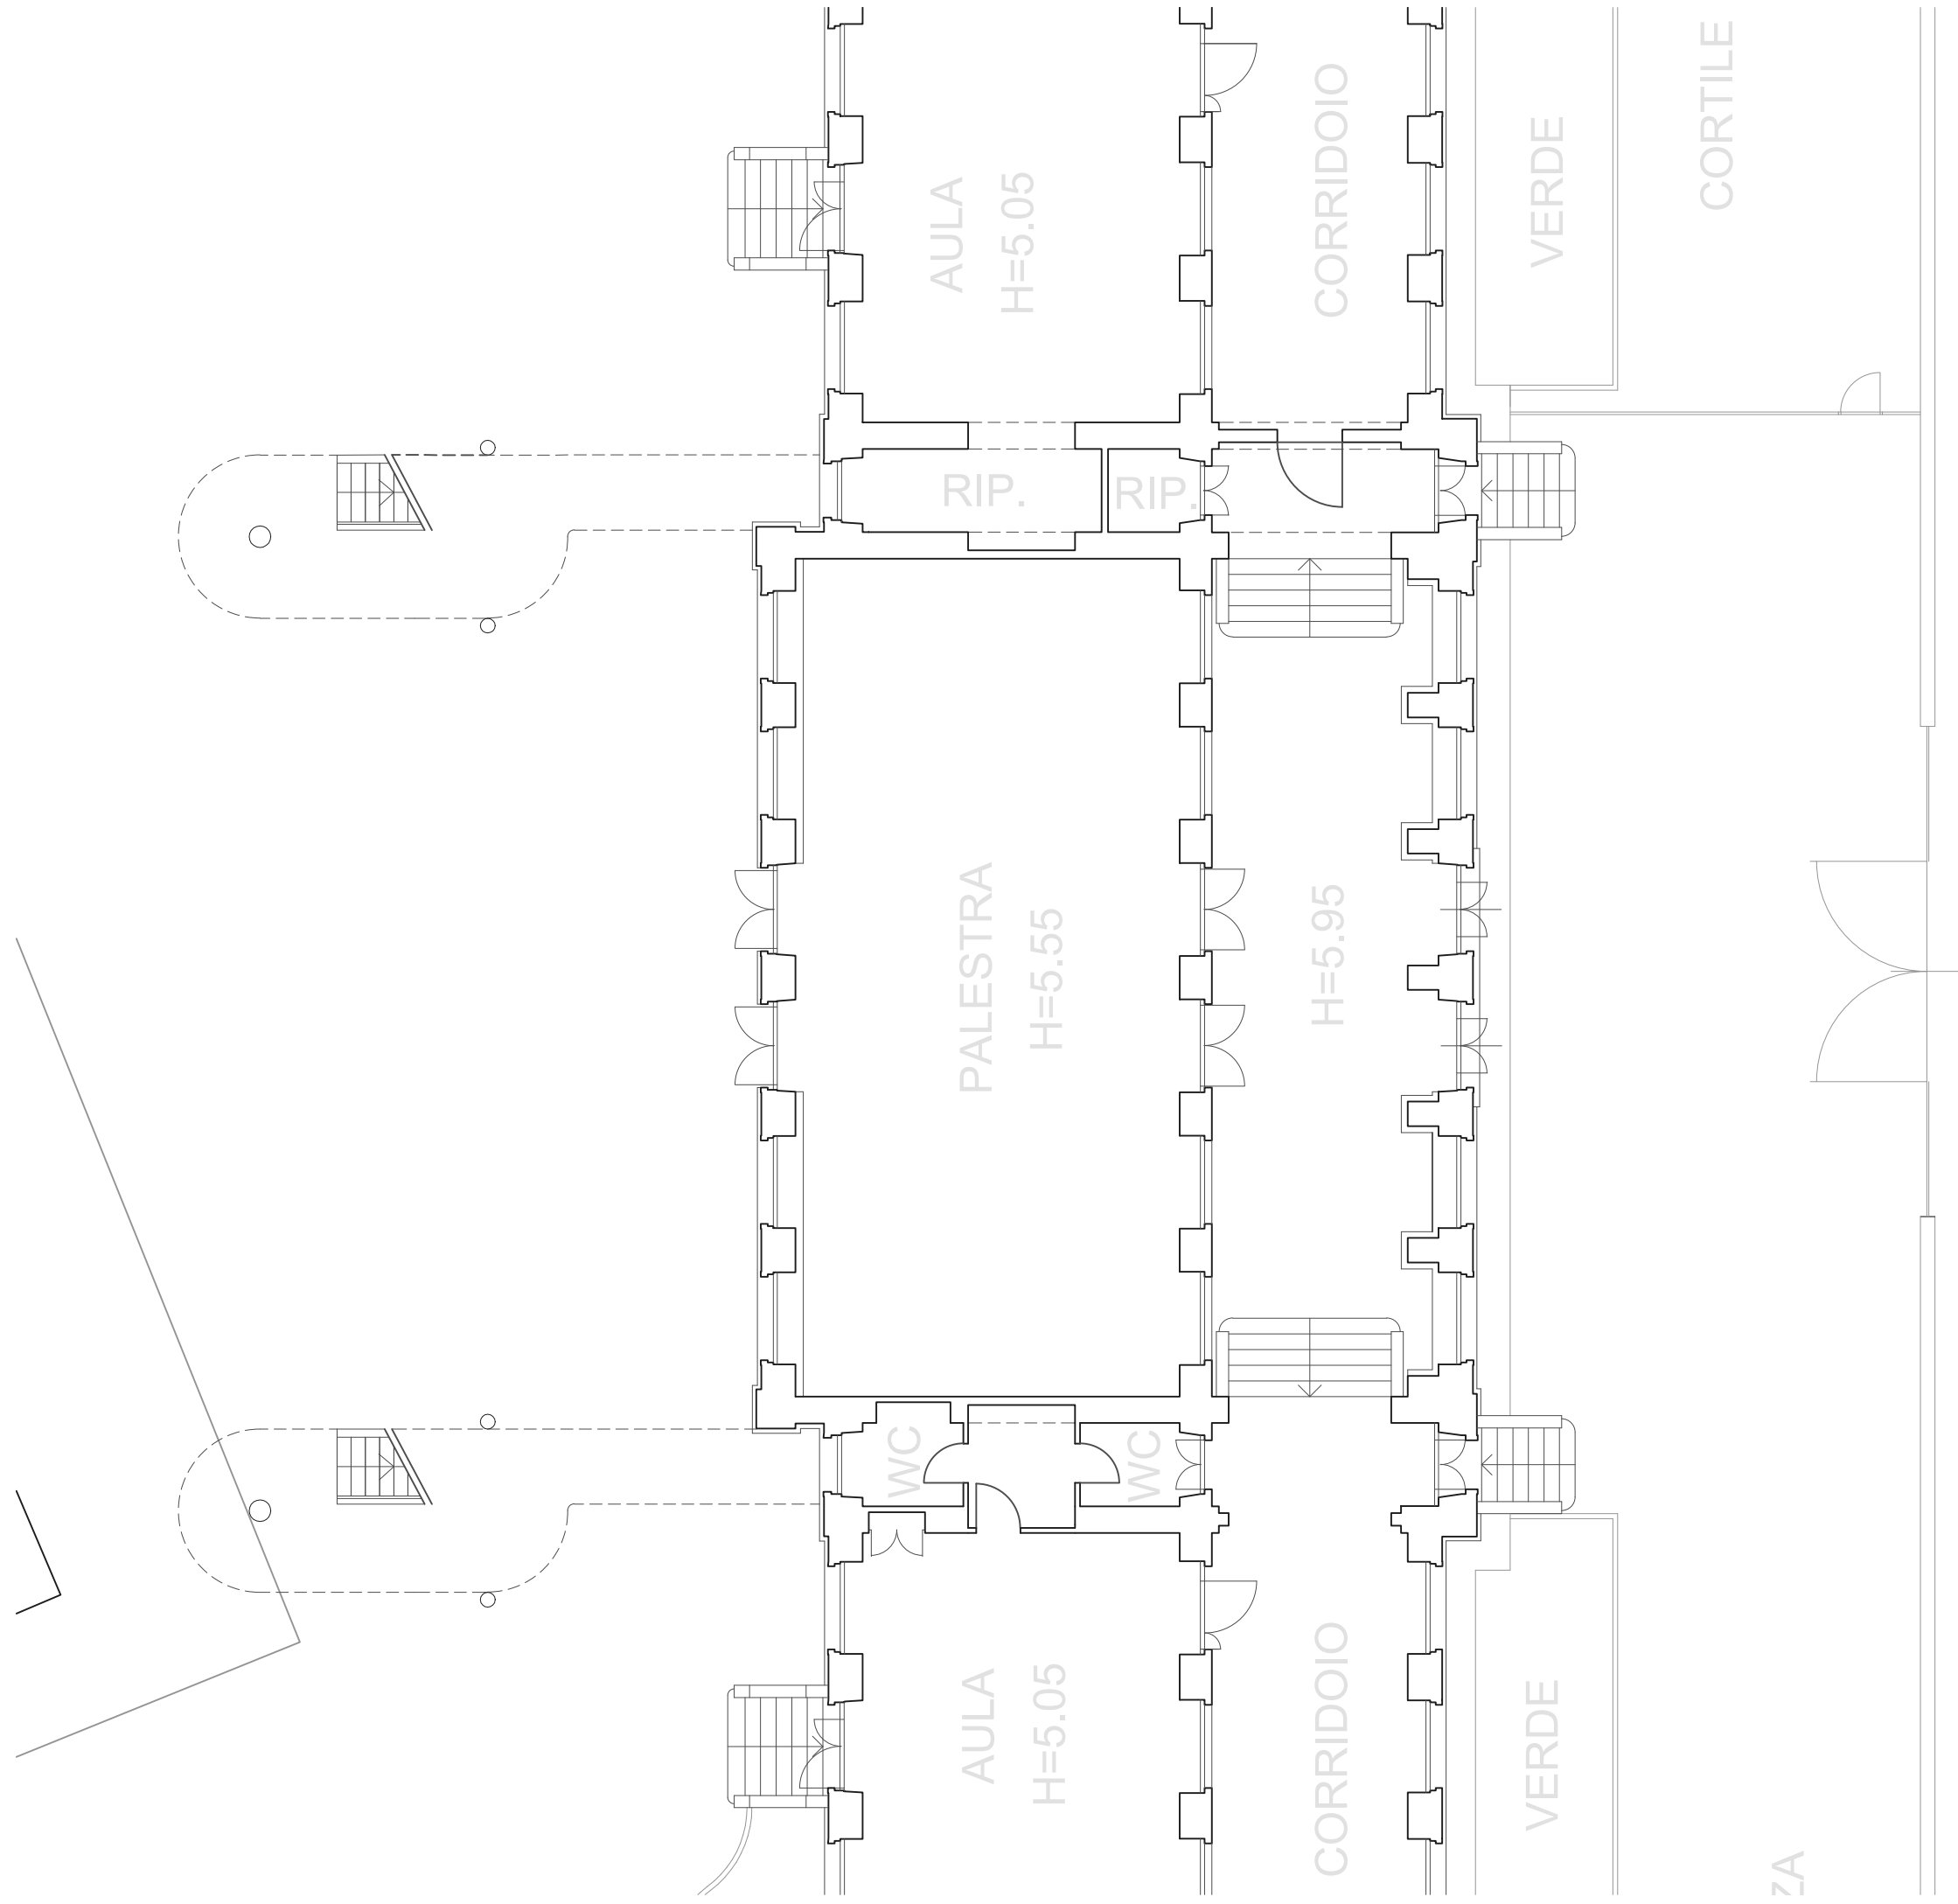 CORTILE
CORRIDOIO
VERDE
AULA
H=5.05
RIP.
RIP.
PALESTRA
H=5.55
H=5.95
WC
WC
AULA
H=5.05
CORRIDOIO
VERDE